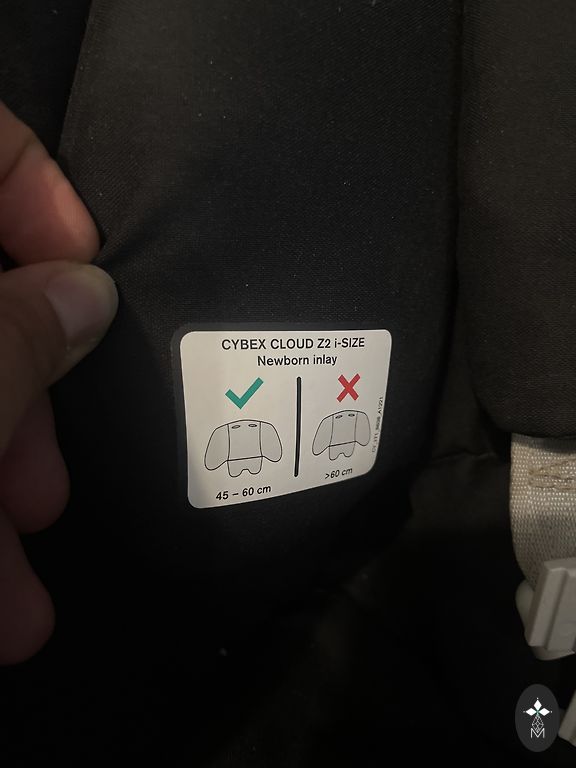 CYBEX CLOUD Z2 i-SIZE
Newborn inlay
45 – 60 cm
>60 cm
M